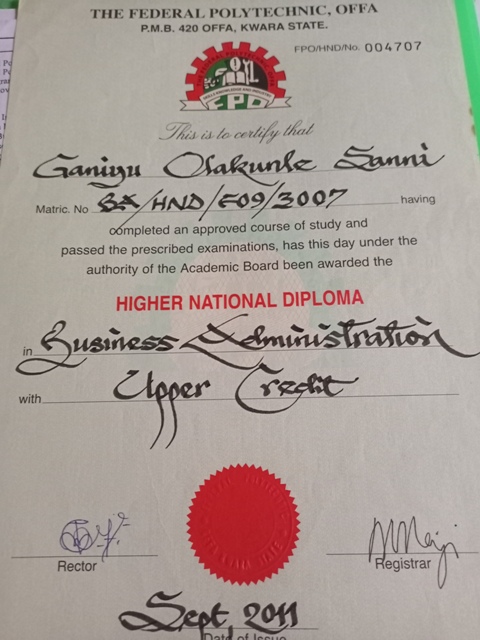 THE FEDERAL POLYTECHNIC, OFFA
P.M.B. 420 OFFA, KWARA STATE.
FPO/HND/No. 004707
FPO
This is to certify that
Ganiyu Olakunle Sanni
Matric. No BA/HND/F09/3007 having
completed an approved course of study and
passed the prescribed examinations, has this day under the
authority of the Academic Board been awarded the
HIGHER NATIONAL DIPLOMA
in Business Administration
with Upper Credit
Rector
Registrar
Sept, 2011
Date of Issue